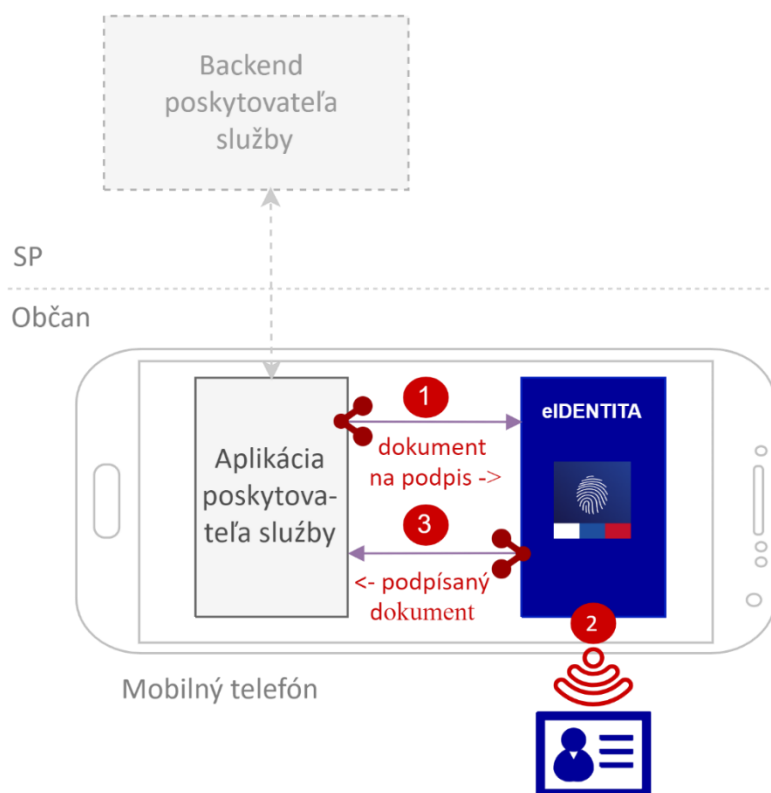 Backend
poskytovateľa
služby
SP
Občan
1
eIDENTITA
dokument
na podpis ->
Aplikácia
poskytova-
teľa služby
3
<- podpísaný
dokument
2
Mobilný telefón